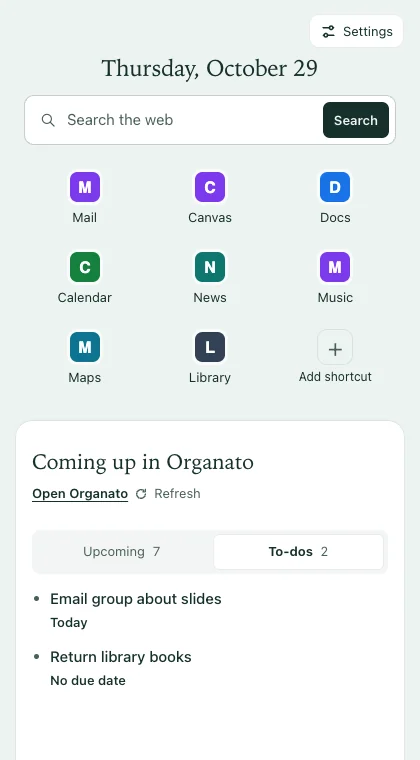 Settings
Thursday, October 29
Search the web
Search
M
C
D
Mail
Canvas
Docs
C
N
M
Calendar
News
Music
M
L
+
Maps
Library
Add shortcut
Coming up in Organato
Open Organato Refresh
Upcoming 7
To-dos 2
• Email group about slides
Today
• Return library books
No due date